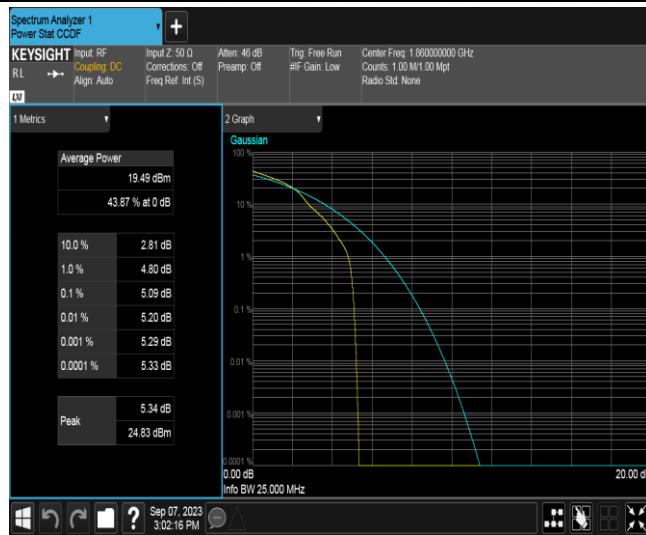 Spectrum Analyzer 1
Power Stat CCDF
KEYSIGHT
RL
LXI
Input: RF
Coupling: DC
Align: Auto
Input Z: 50 Ω
Corrections: Off
Freq Ref: Int (S)
Atten: 46 dB
Preamp: Off
Trig: Free Run
#IF Gain: Low
Center Freq: 1.860000000 GHz
Counts: 1.00 M/1.00 Mpt
Radio Std: None
1 Metrics
Average Power
19.49 dBm
43.87 % at 0 dB
10.0 % 2.81 dB
1.0 % 4.80 dB
0.1 % 5.09 dB
0.01 % 5.20 dB
0.001 % 5.29 dB
0.0001 % 5.33 dB
Peak
5.34 dB
24.83 dBm
2 Graph
Gaussian
100 %
10 %
1 %
0.1 %
0.01 %
0.001 %
0.0001 %
0.00 dB
20.00 d
Info BW 25.000 MHz
?
Sep 07, 2023
3:02:16 PM